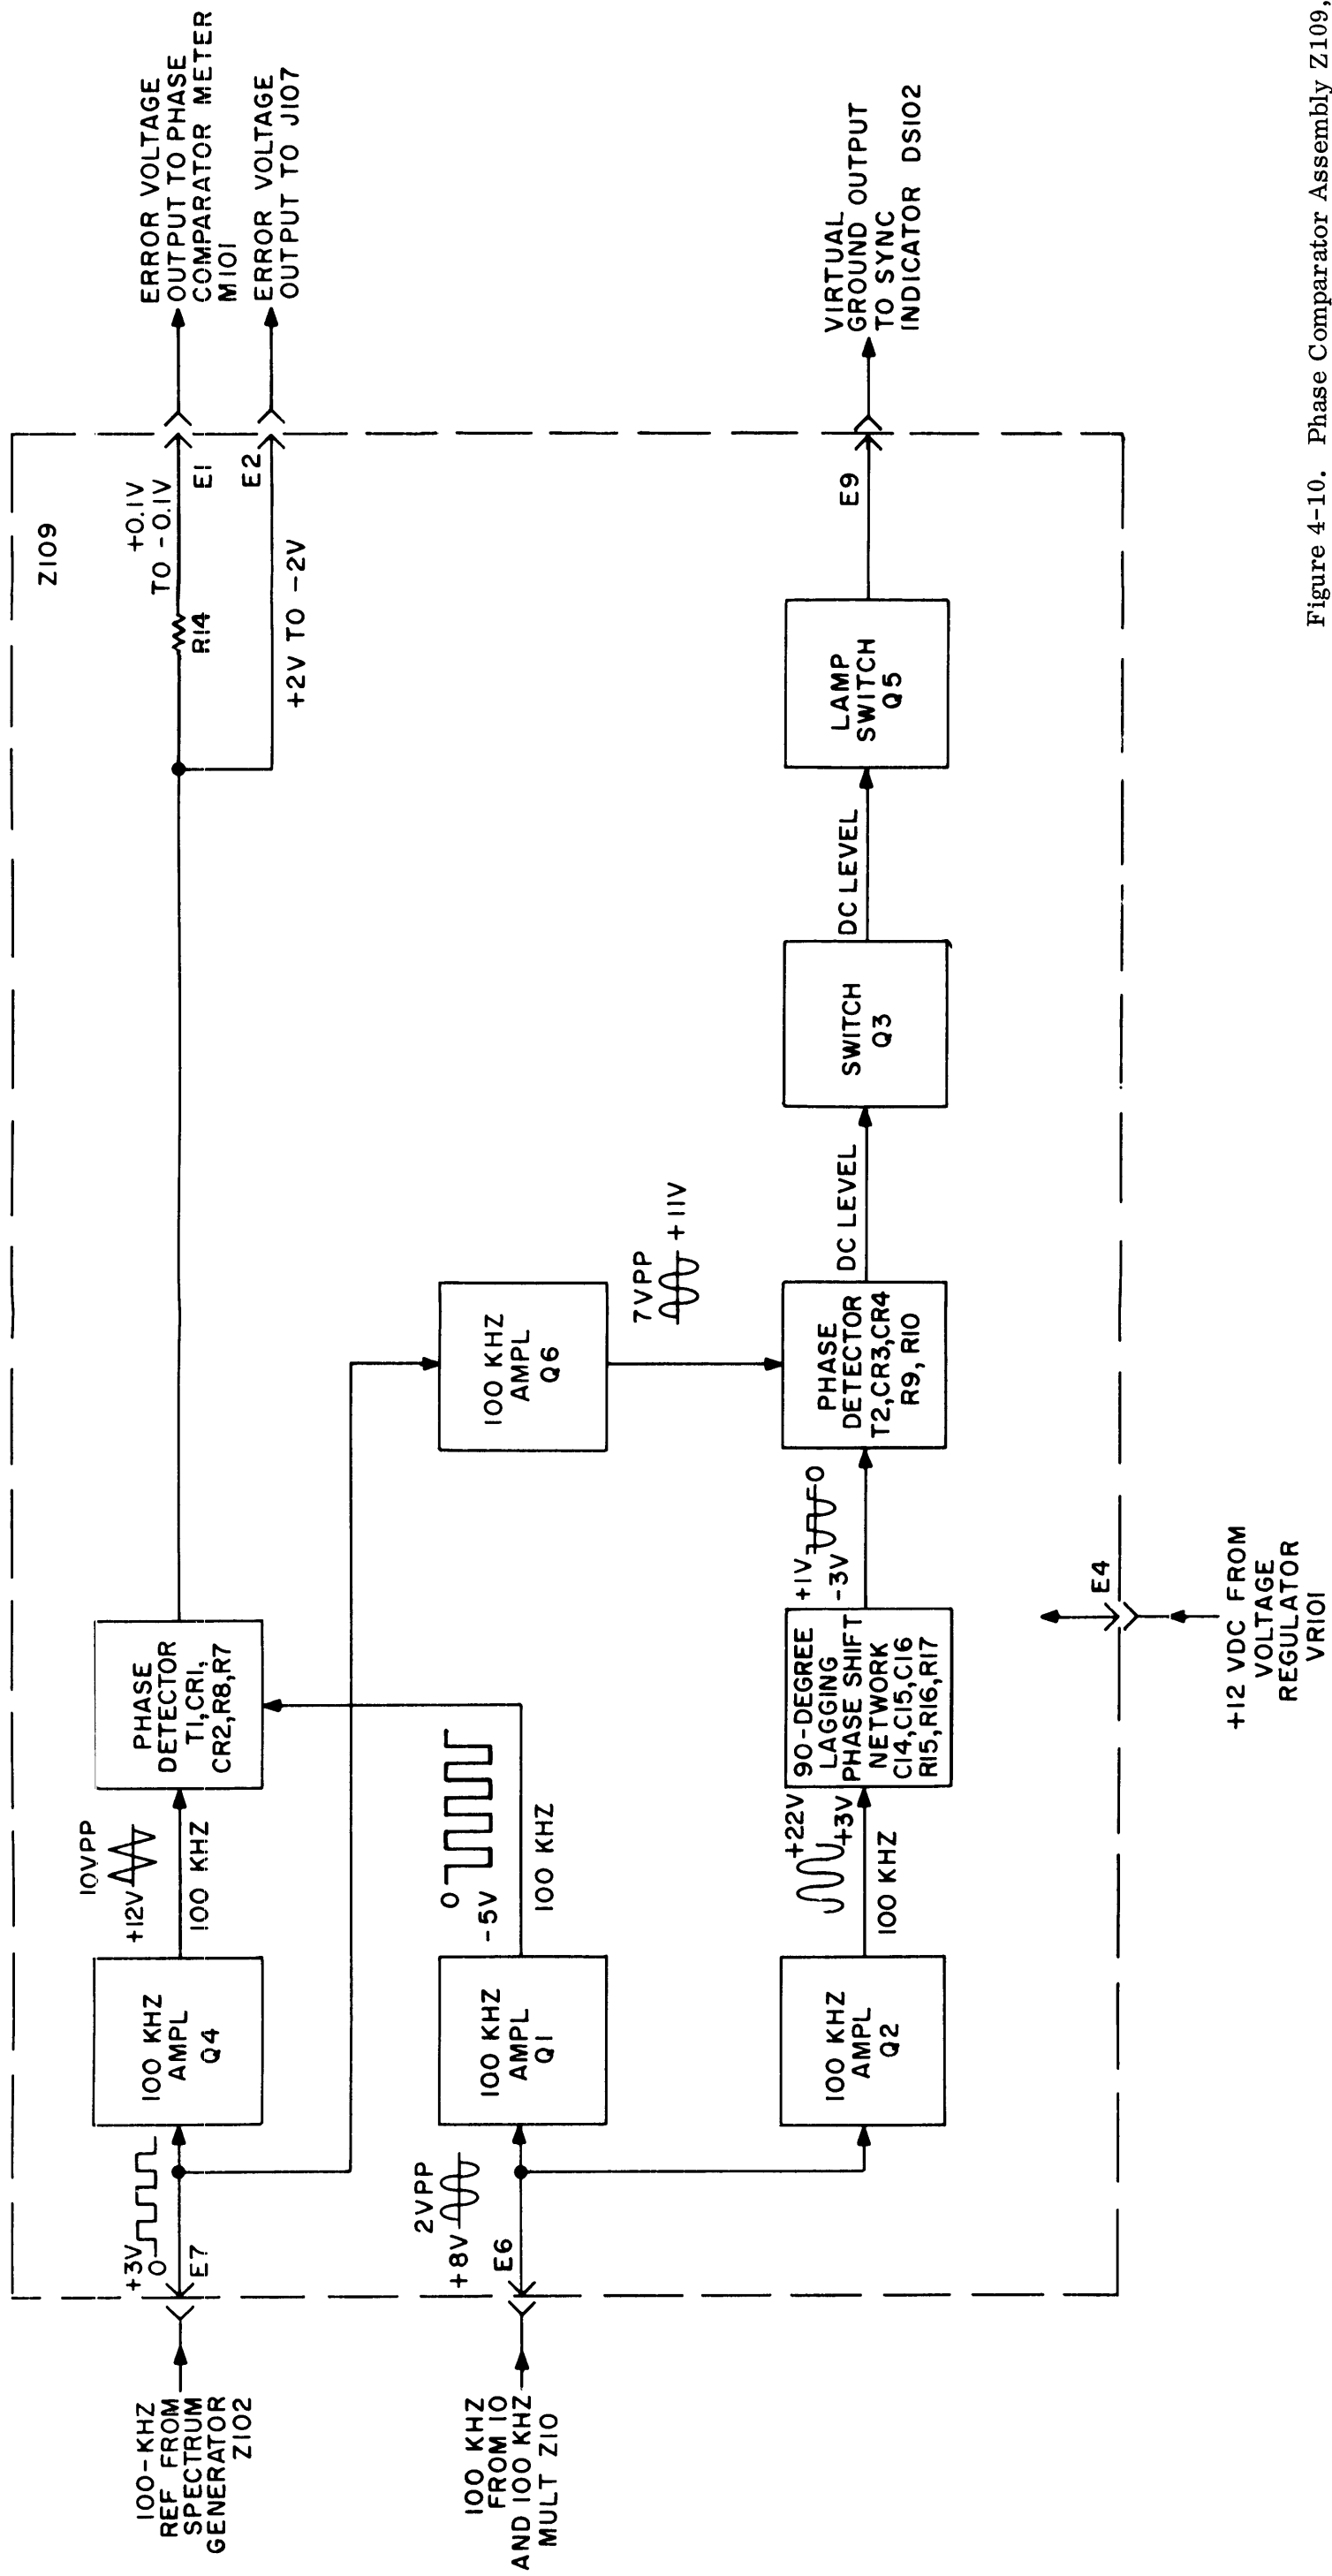 Z109
100-KHZ
REF FROM
SPECTRUM
GENERATOR
Z102
+3V
0
E7
100 KHZ
AMPL
Q4
10VPP
+12V
100 KHZ
PHASE
DETECTOR
T1,CR1,
CR2,R8,R7
+0.1V
TO -0.1V
R14
E1
ERROR VOLTAGE
OUTPUT TO PHASE
COMPARATOR METER
M101
+2V TO -2V
E2
ERROR VOLTAGE
OUTPUT TO J107
100 KHZ
FROM 10
AND 100 KHZ
MULT Z10
2VPP
+8V
E6
100 KHZ
AMPL
Q1
0
-5V
100 KHZ
100 KHZ
AMPL
Q6
7VPP
+11V
100 KHZ
AMPL
Q2
+22V
+3V
100 KHZ
90-DEGREE
LAGGING
PHASE SHIFT
NETWORK
C14,C15,C16
R15,R16,R17
+1V
0
-3V
PHASE
DETECTOR
T2,CR3,CR4
R9, R10
DC LEVEL
SWITCH
Q3
DC LEVEL
LAMP
SWITCH
Q5
E9
VIRTUAL
GROUND OUTPUT
TO SYNC
INDICATOR DS102
E4
+12 VDC FROM
VOLTAGE
REGULATOR
VR101
Figure 4-10. Phase Comparator Assembly Z109,